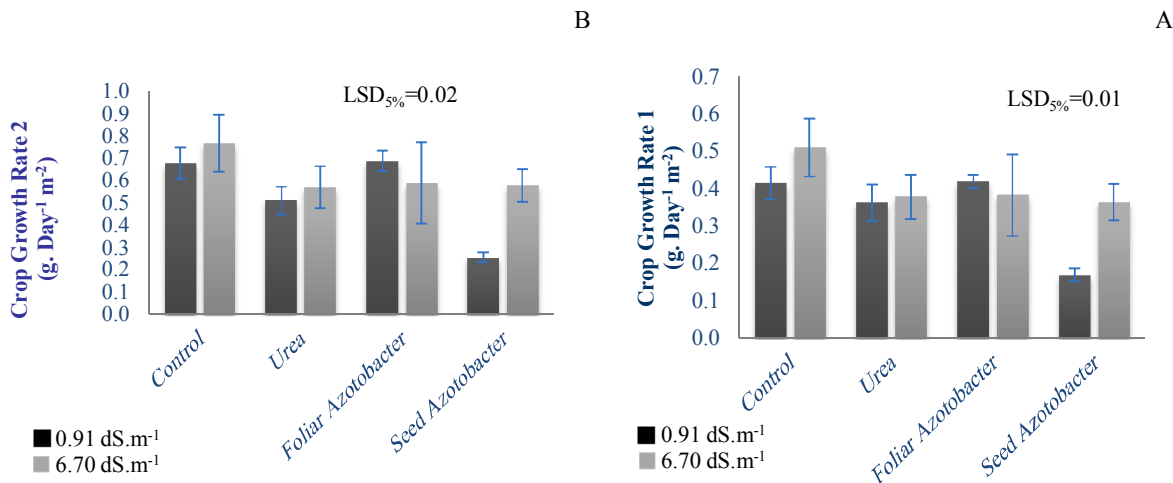 B
LSD5%=0.02
Crop Growth Rate 2
(g. Day-1 m-2)
1.0
0.9
0.8
0.7
0.6
0.5
0.4
0.3
0.2
0.1
0.0
Control
Urea
Foliar Azotobacter
Seed Azotobacter
0.91 dS.m-1
6.70 dS.m-1
A
LSD5%=0.01
Crop Growth Rate 1
(g. Day-1 m-2)
0.7
0.6
0.5
0.4
0.3
0.2
0.1
0.0
Control
Urea
Foliar Azotobacter
Seed Azotobacter
0.91 dS.m-1
6.70 dS.m-1